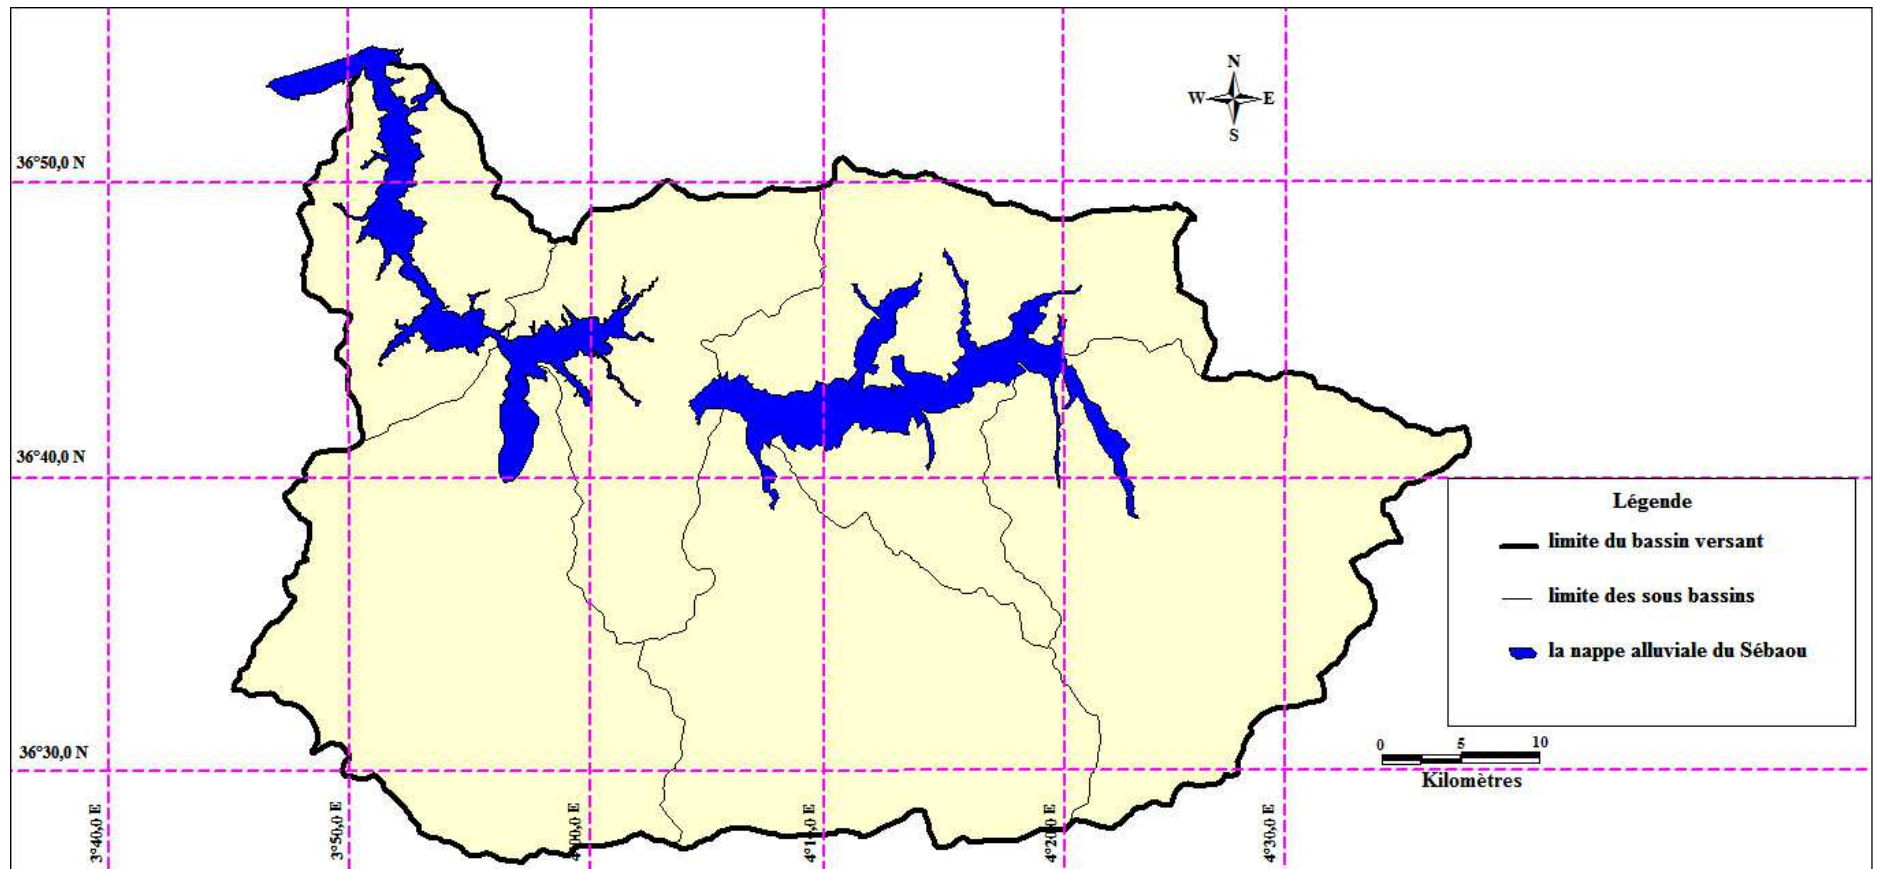 N
W E
S
36°50,0 N
36°40,0 N
36°30,0 N
Légende
limite du bassin versant
limite des sous bassins
la nappe alluviale du Sébaou
0 5 10
Kilomètres
3°40,0 E
3°50,0 E
4°20,0 E
4°30,0 E